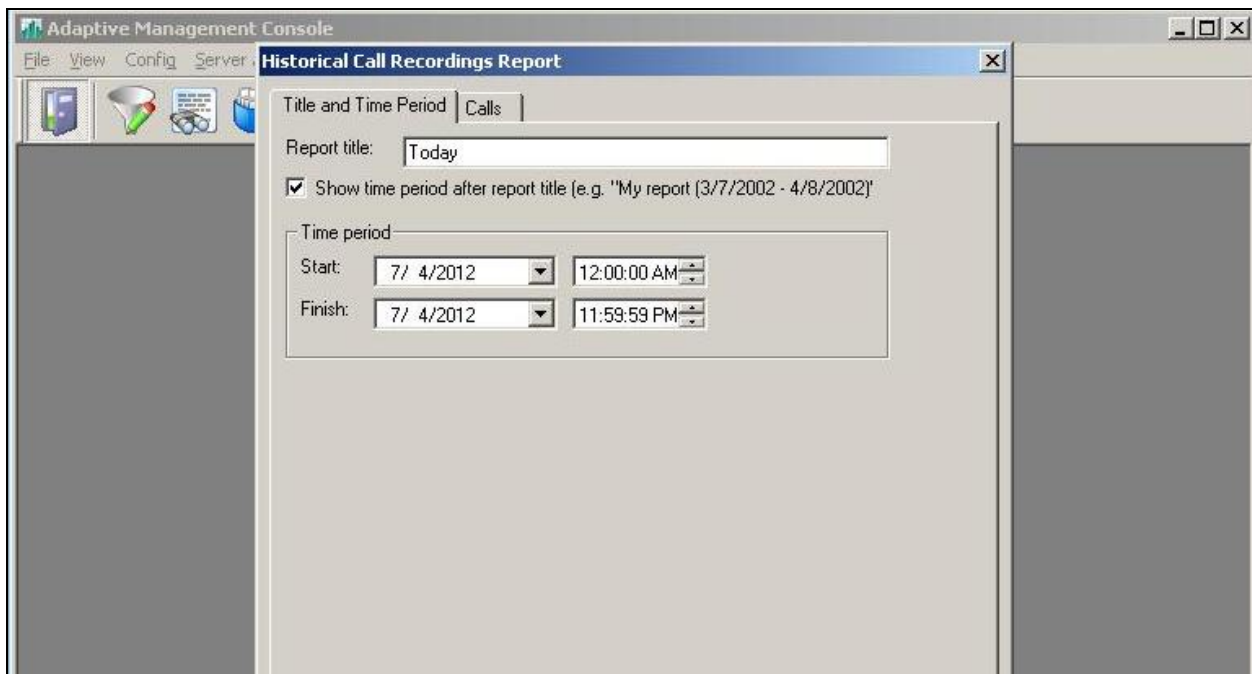 Adaptive Management Console
File View Config Server
Historical Call Recordings Report
Title and Time Period Calls
Report title: Today
Show time period after report title (e.g. "My report (3/7/2002 - 4/8/2002)'
Time period
Start: 7/ 4/2012 12:00:00 AM
Finish: 7/ 4/2012 11:59:59 PM